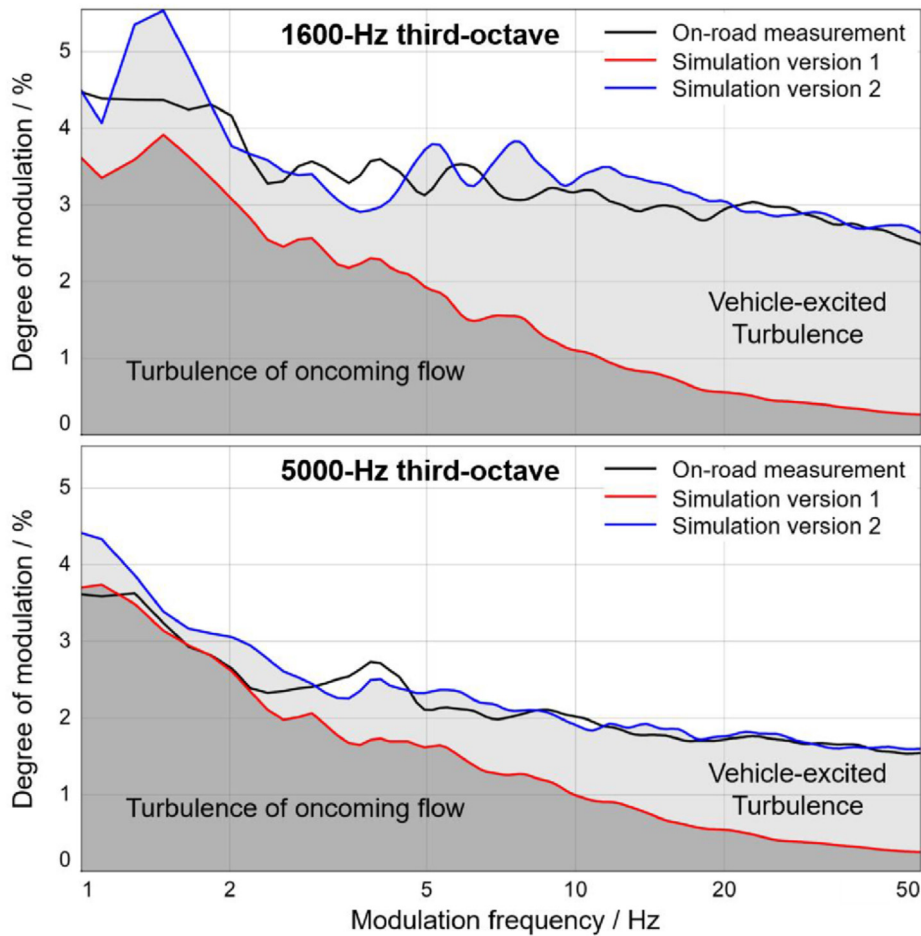 1600-Hz third-octave
On-road measurement
Simulation version 1
Simulation version 2
Degree of modulation / %
5
4
3
2
1
0
Vehicle-excited
Turbulence
Turbulence of oncoming flow
5000-Hz third-octave
On-road measurement
Simulation version 1
Simulation version 2
Degree of modulation / %
5
4
3
2
1
0
Vehicle-excited
Turbulence
Turbulence of oncoming flow
1 2 5 10 20 50
Modulation frequency / Hz